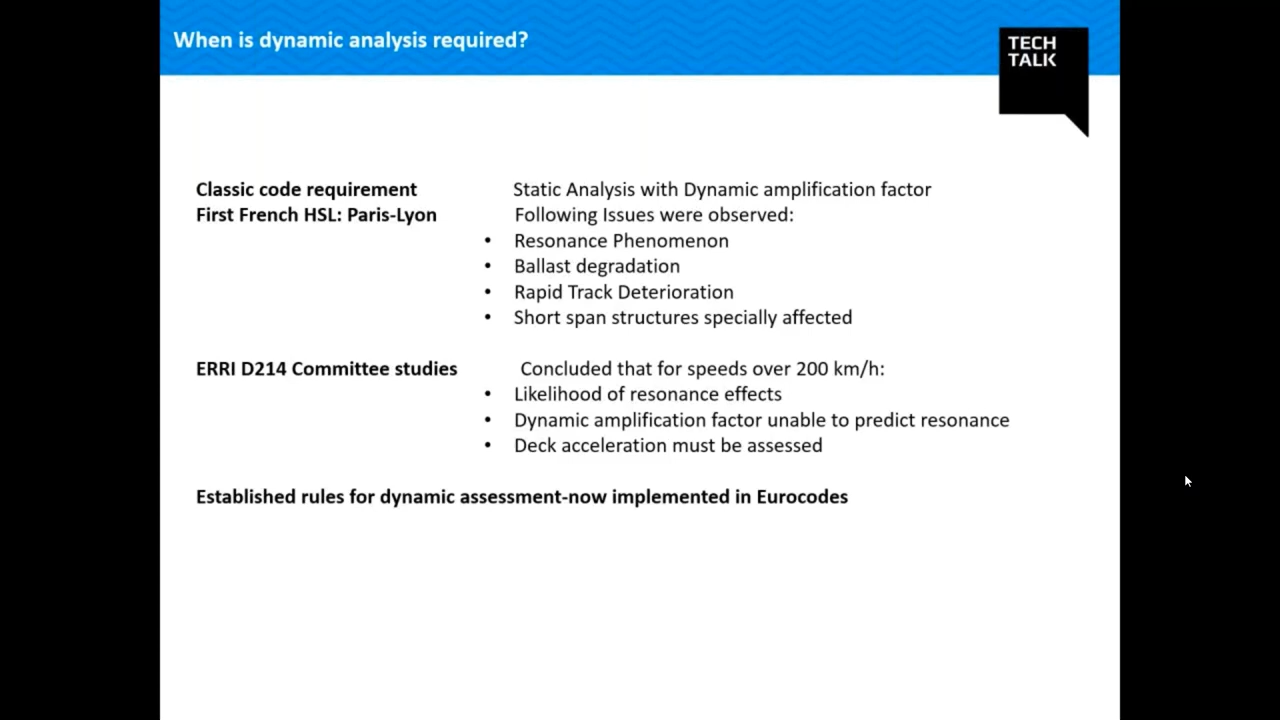 When is dynamic analysis required?
TECH
TALK
Classic code requirement Static Analysis with Dynamic amplification factor
First French HSL: Paris-Lyon Following Issues were observed:
• Resonance Phenomenon
• Ballast degradation
• Rapid Track Deterioration
• Short span structures specially affected
ERRI D214 Committee studies Concluded that for speeds over 200 km/h:
• Likelihood of resonance effects
• Dynamic amplification factor unable to predict resonance
• Deck acceleration must be assessed
Established rules for dynamic assessment-now implemented in Eurocodes